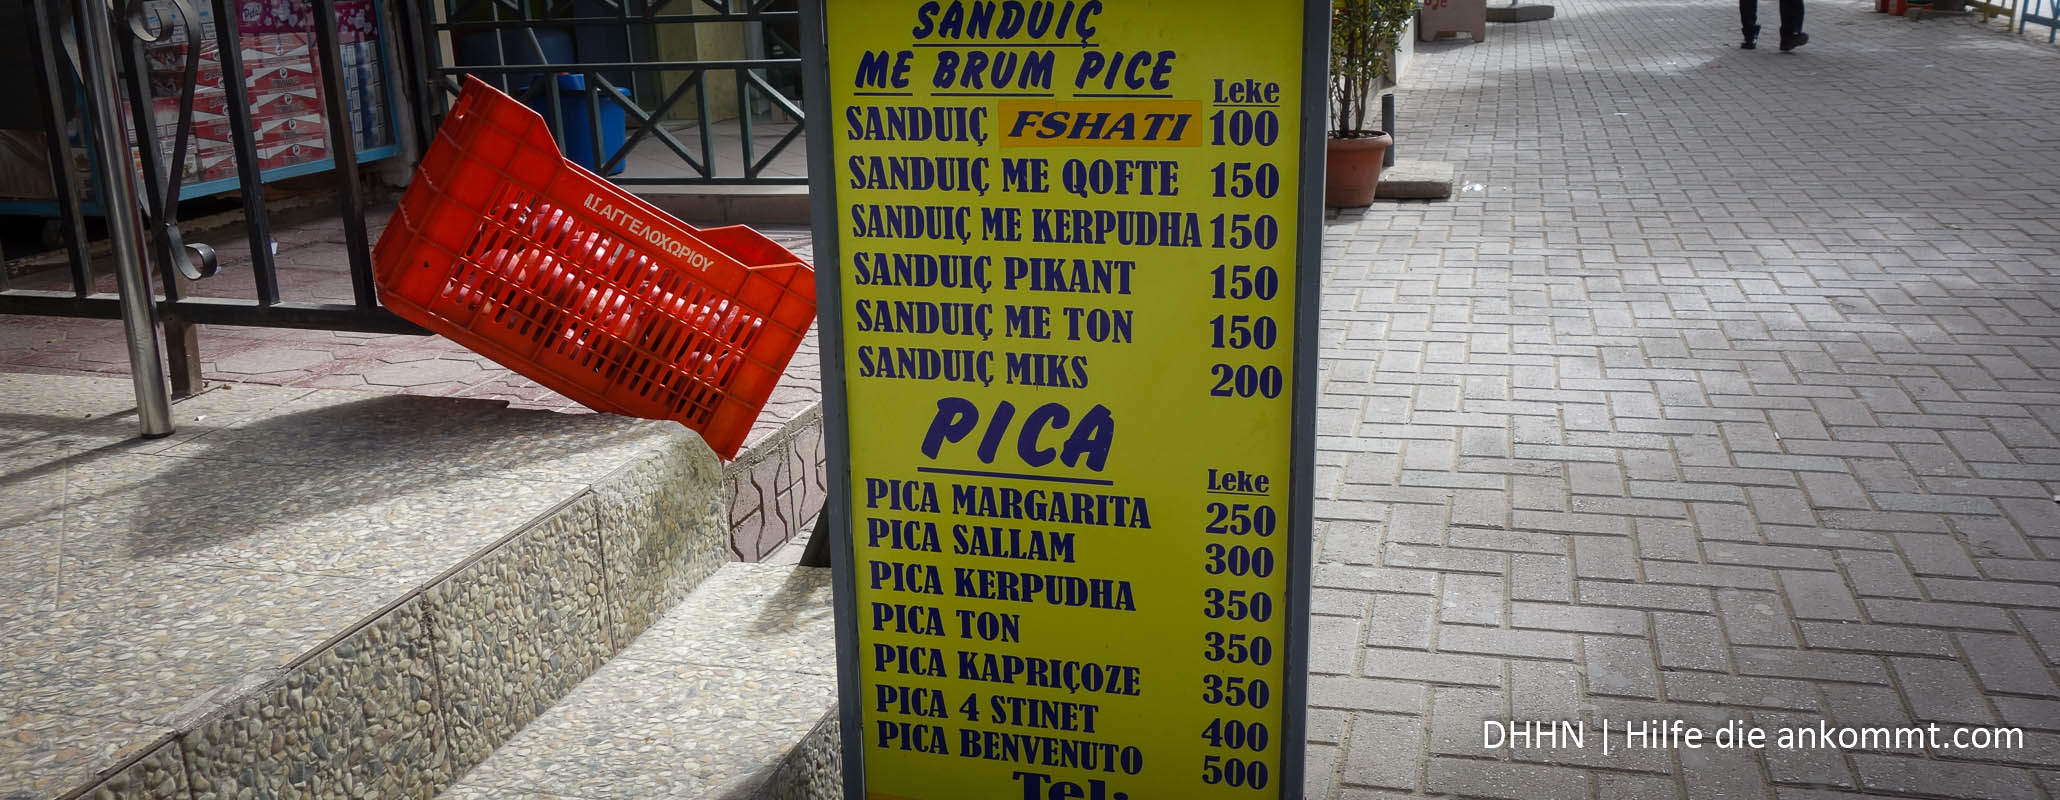 SANDUIÇ
ME BRUM PICE
Leke
SANDUIÇ FSHATI 100
SANDUIÇ ME QOFTE 150
SANDUIÇ ME KERPUDHA 150
SANDUIÇ PIKANT 150
SANDUIÇ ME TON 150
SANDUIÇ MIKS 200
PICA
Leke
PICA MARGARITA 250
PICA SALLAM 300
PICA KERPUDHA 350
PICA TON 350
PICA KAPRIÇOZE 350
PICA 4 STINET 400
PICA BENVENUTO 500
Tel:
DHHN | Hilfe die ankommt.com